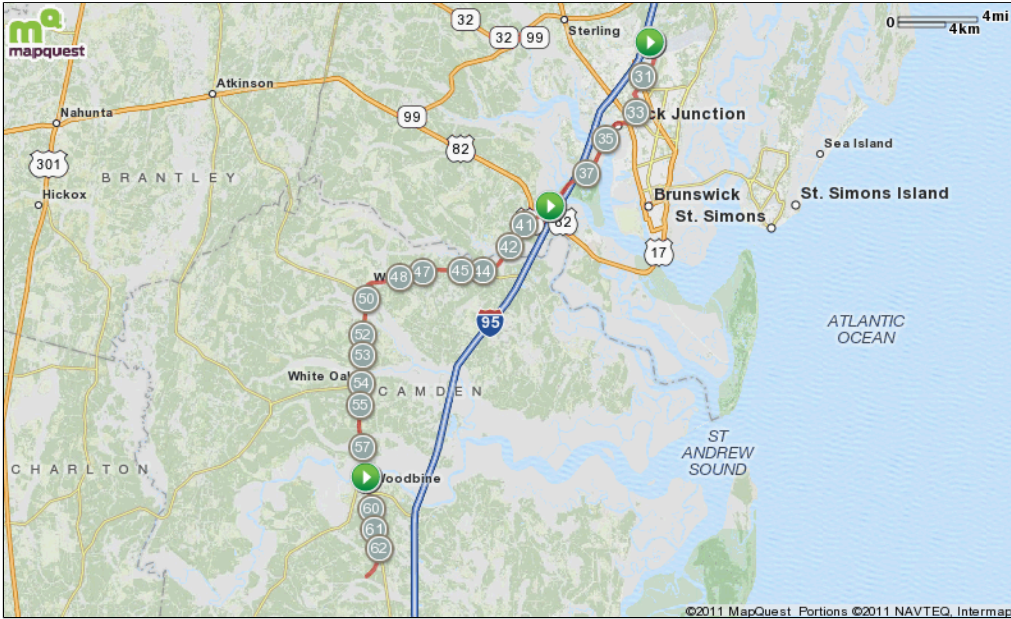 mapquest
32
32
99
Sterling
0
4mi
4km
Atkinson
Nahunta
99
31
33
ck Junction
35
82
301
BRANTLEY
Sea Island
37
Hickox
Brunswick
St. Simons Island
St. Simons
41
82
42
17
W
48
47
45
44
50
95
ATLANTIC
OCEAN
52
53
White Oa
54
CAMDEN
55
57
ST
ANDREW
SOUND
CHARLTON
Woodbine
60
61
62
©2011 MapQuest Portions ©2011 NAVTEQ, Intermap